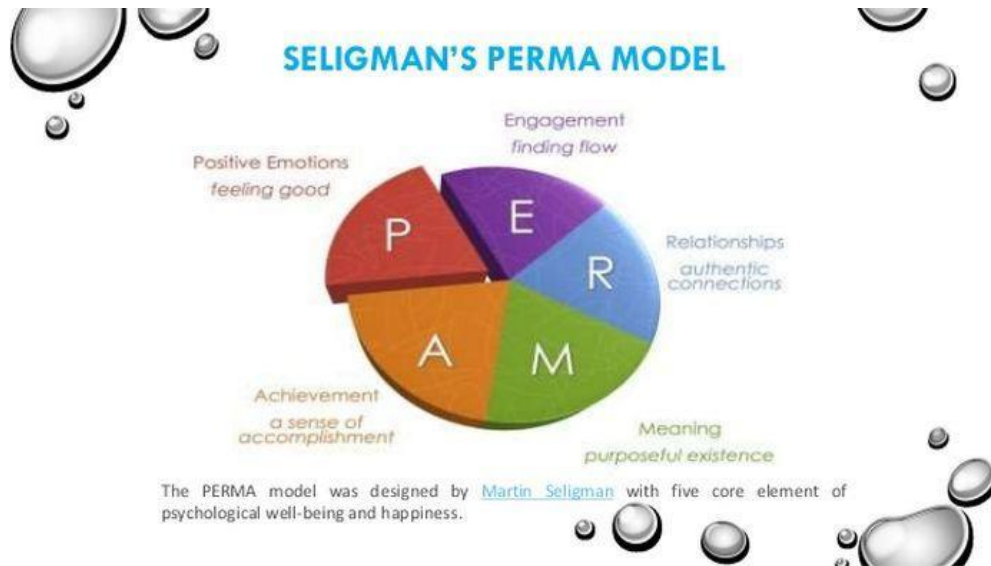 SELIGMAN'S PERMA MODEL
Engagement
finding flow
Positive Emotions
feeling good
P
E
Relationships
authentic
connections
R
A
M
Achievement
a sense of
accomplishment
Meaning
purposeful existence
The PERMA model was designed by Martin Seligman with five core element of
psychological well-being and happiness.